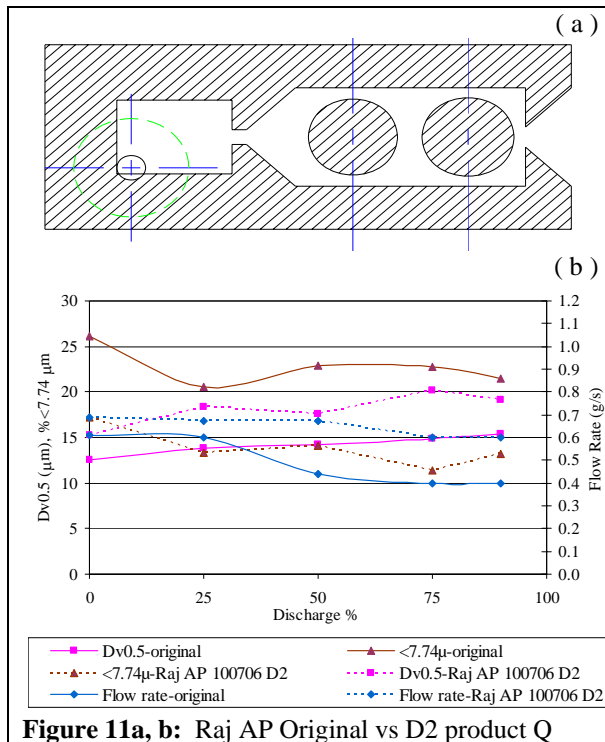 ( a )
( b )
30
25
20
15
10
5
0
1.2
1.1
1.0
0.9
0.8
0.7
0.6
0.5
0.4
0.3
0.2
0.1
0.0
Dv0.5 (μm), %<7.74 μm
Flow Rate (g/s)
0 25 50 75 100
Discharge %
Dv0.5-original <7.74μ-original
<7.74μ-Raj AP 100706 D2 Dv0.5-Raj AP 100706 D2
Flow rate-original Flow rate-Raj AP 100706 D2
Figure 11a, b: Raj AP Original vs D2 product Q